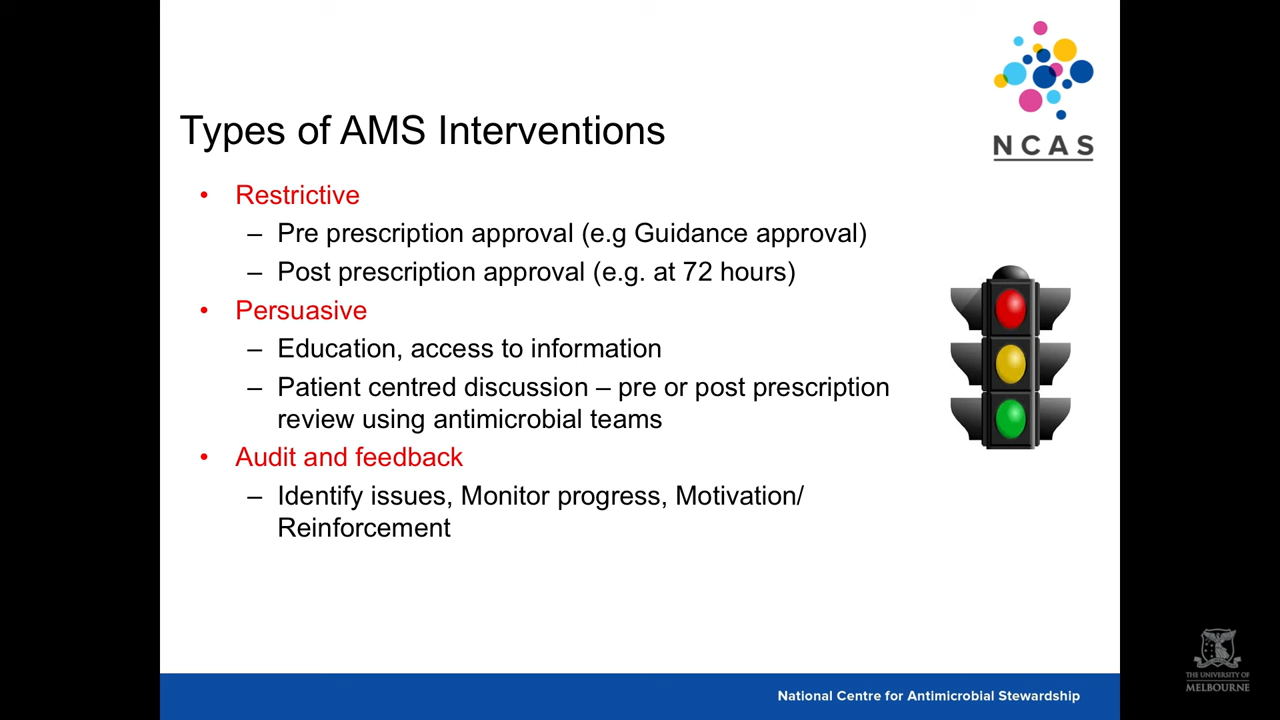 NCAS
Types of AMS Interventions
• Restrictive
– Pre prescription approval (e.g Guidance approval)
– Post prescription approval (e.g. at 72 hours)
• Persuasive
– Education, access to information
– Patient centred discussion – pre or post prescription
review using antimicrobial teams
• Audit and feedback
– Identify issues, Monitor progress, Motivation/
Reinforcement
National Centre for Antimicrobial Stewardship
THE UNIVERSITY OF
MELBOURNE